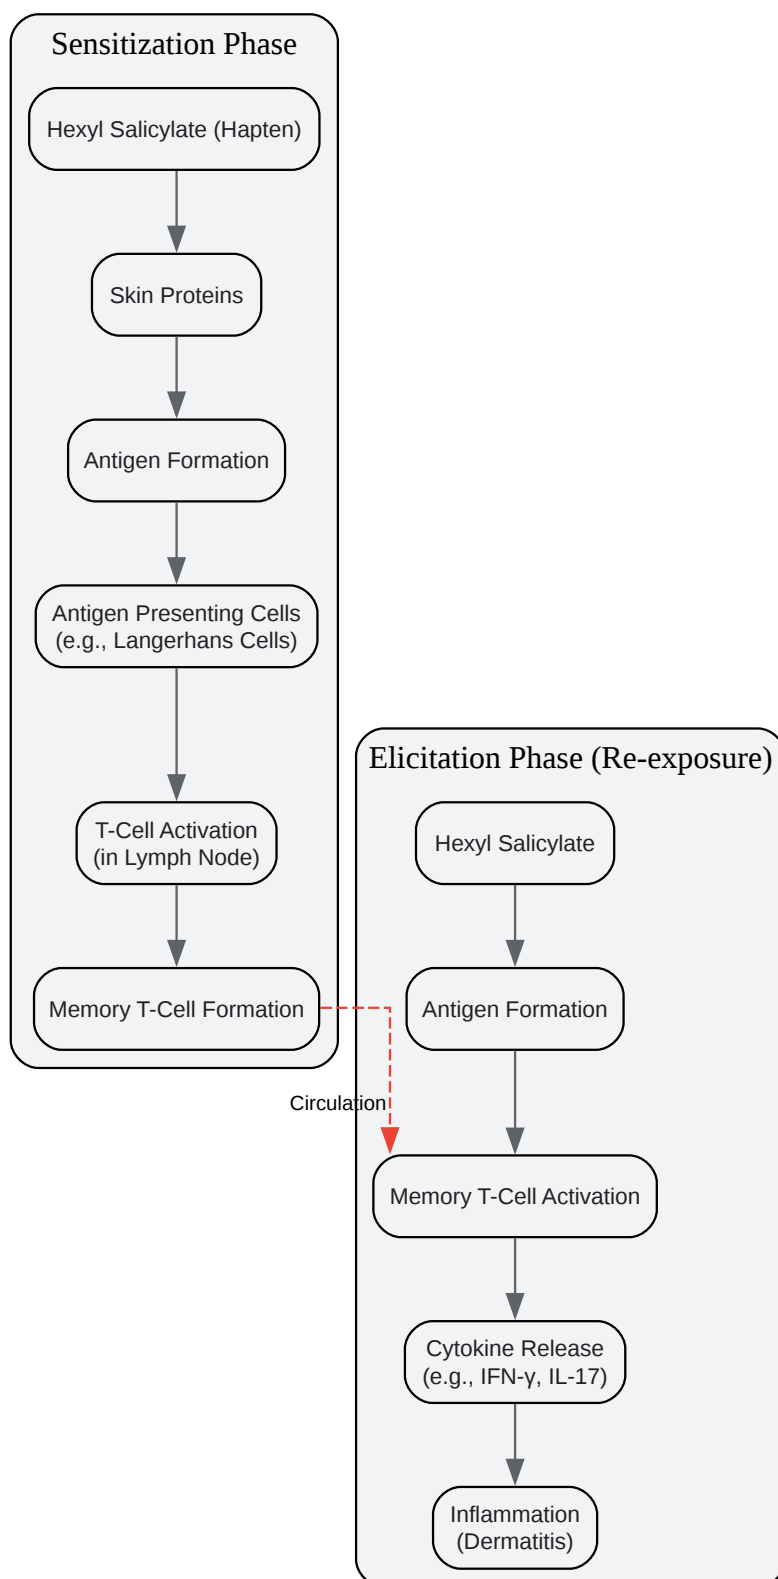 Sensitization Phase
Hexyl Salicylate (Hapten)
Skin Proteins
Antigen Formation
Antigen Presenting Cells
(e.g., Langerhans Cells)
T-Cell Activation
(in Lymph Node)
Memory T-Cell Formation
Circulation
Elicitation Phase (Re-exposure)
Hexyl Salicylate
Antigen Formation
Memory T-Cell Activation
Cytokine Release
(e.g., IFN-γ, IL-17)
Inflammation
(Dermatitis)